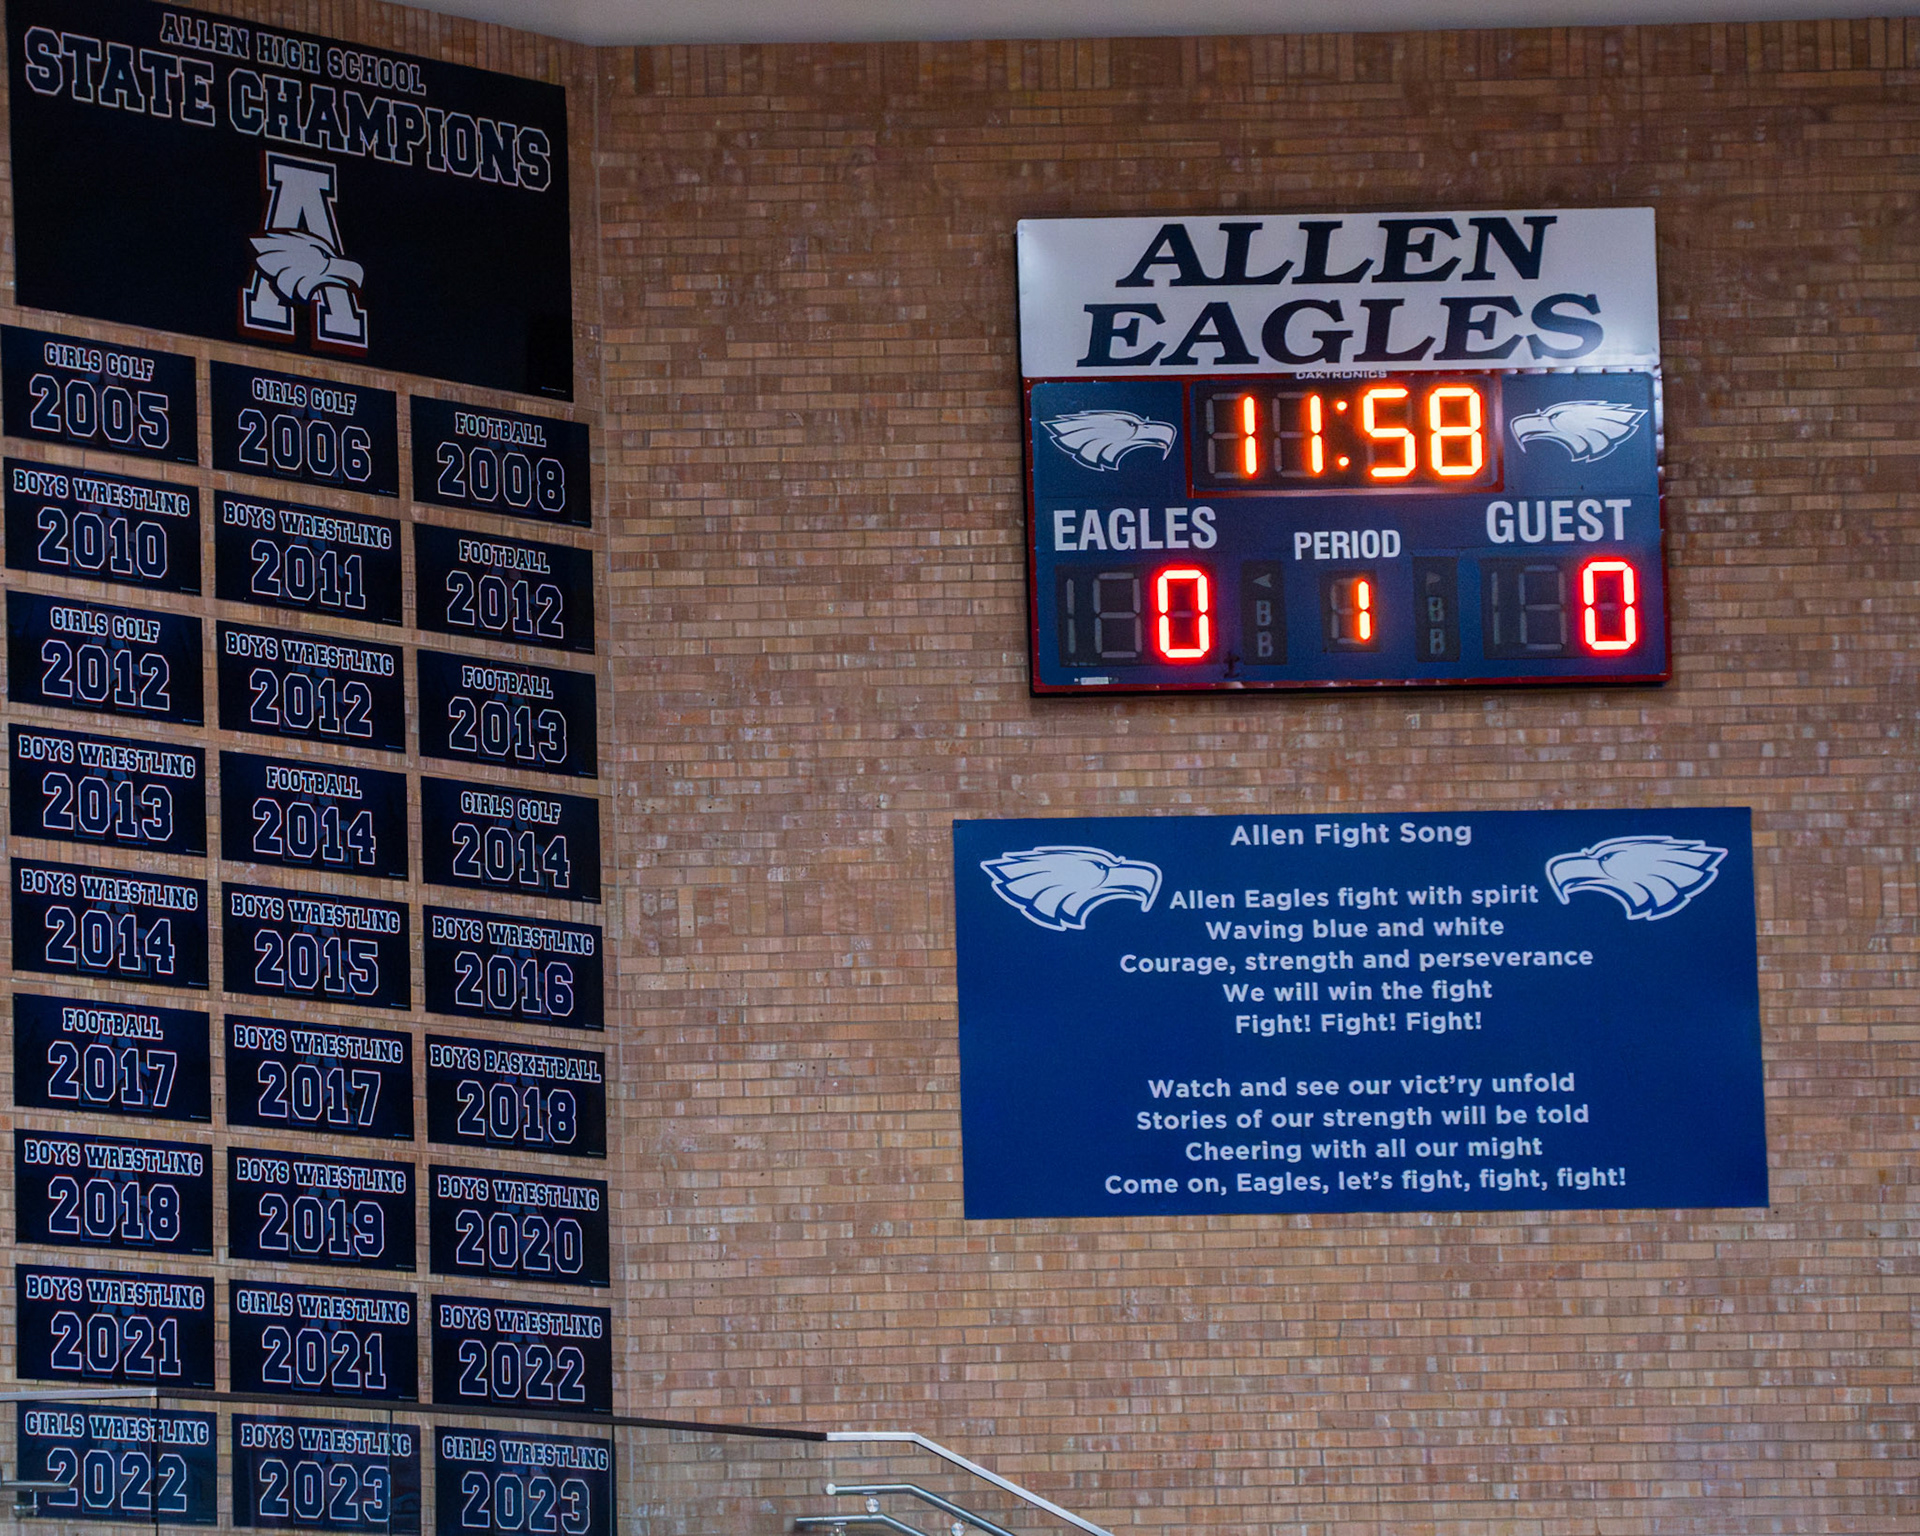 ALLEN HIGH SCHOOL
STATE CHAMPIONS
A
GIRLS GOLF
2005
GIRLS GOLF
2006
FOOTBALL
2008
BOYS WRESTLING
2010
BOYS WRESTLING
2011
FOOTBALL
2012
GIRLS GOLF
2012
BOYS WRESTLING
2012
FOOTBALL
2013
BOYS WRESTLING
2013
FOOTBALL
2014
GIRLS GOLF
2014
BOYS WRESTLING
2014
BOYS WRESTLING
2015
BOYS WRESTLING
2016
FOOTBALL
2017
BOYS WRESTLING
2017
BOYS BASKETBALL
2018
BOYS WRESTLING
2018
BOYS WRESTLING
2019
BOYS WRESTLING
2020
BOYS WRESTLING
2021
GIRLS WRESTLING
2021
BOYS WRESTLING
2022
GIRLS WRESTLING
2022
BOYS WRESTLING
2023
GIRLS WRESTLING
2023
ALLEN
EAGLES
DAKTRONICS
11:58
EAGLES
PERIOD
GUEST
0
B
B
1
B
B
0
Allen Fight Song
Allen Eagles fight with spirit
Waving blue and white
Courage, strength and perseverance
We will win the fight
Fight! Fight! Fight!
Watch and see our vict'ry unfold
Stories of our strength will be told
Cheering with all our might
Come on, Eagles, let's fight, fight, fight!